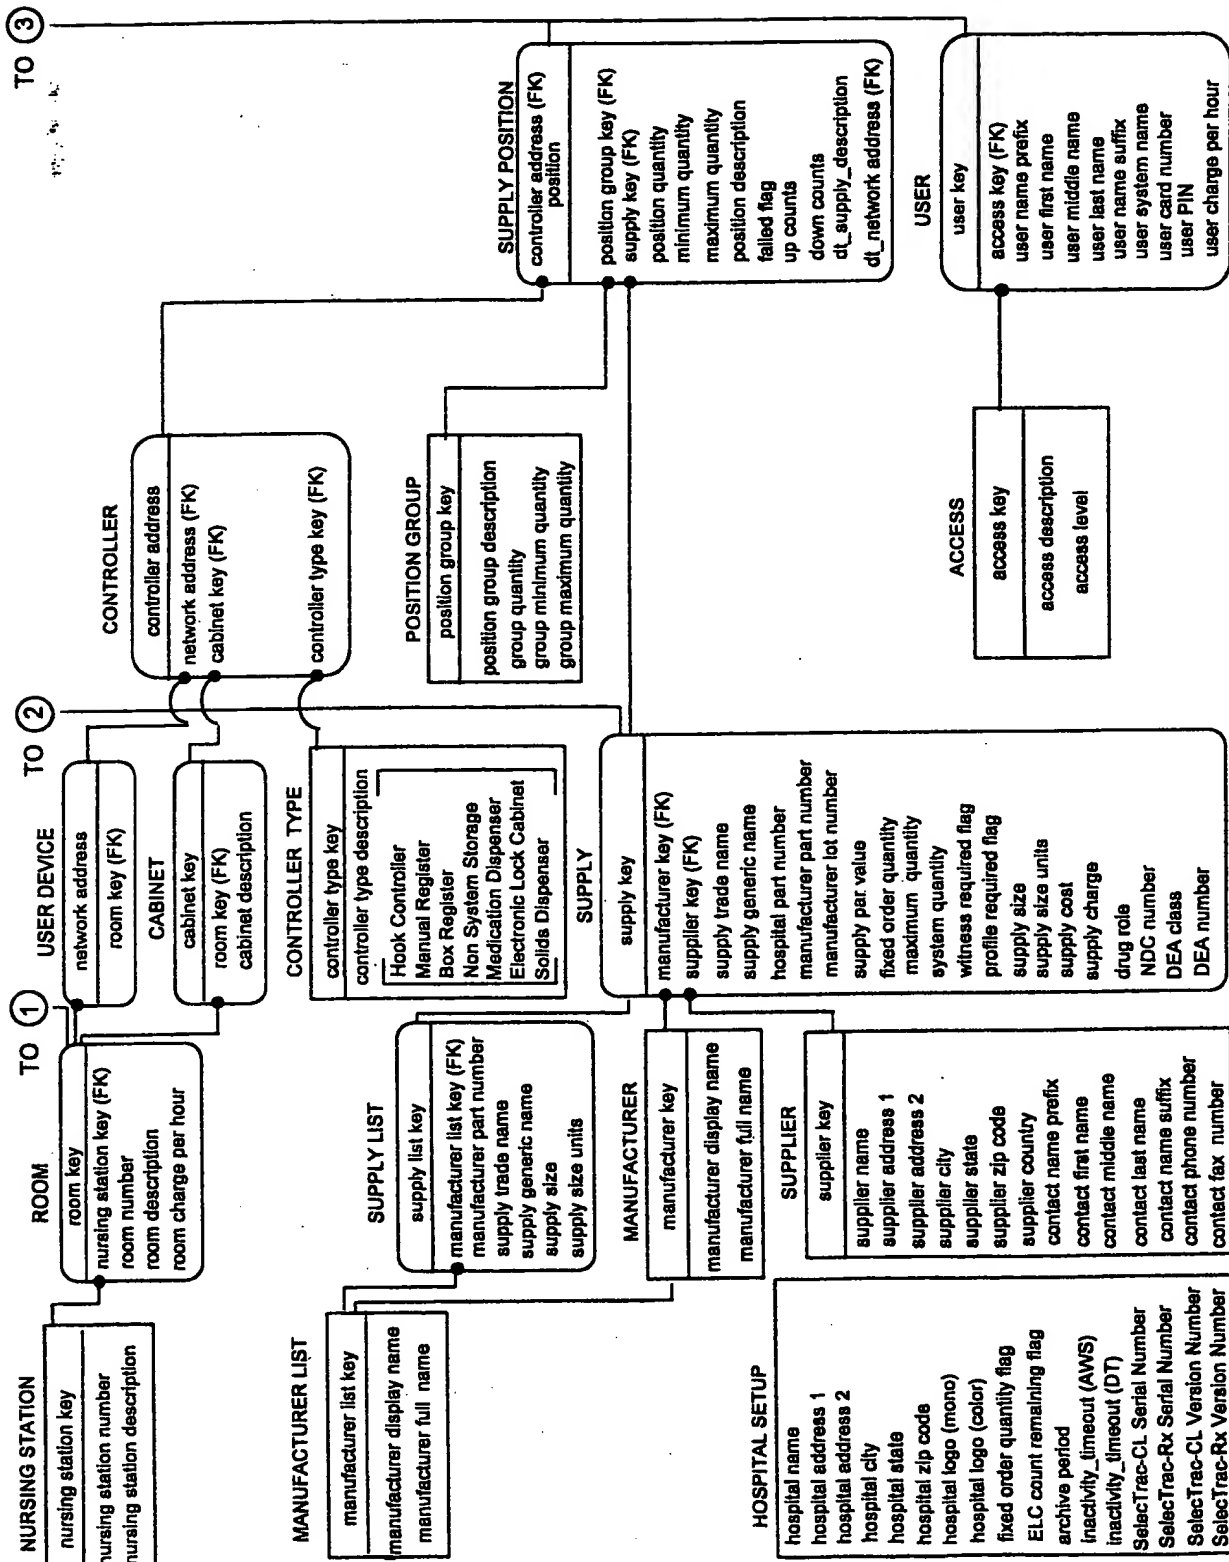 NURSING STATION
nursing station key
nursing station number
nursing station description
ROOM
room key
nursing station key (FK)
room number
room description
room charge per hour
TO 1
USER DEVICE
network address
room key (FK)
CABINET
cabinet key
room key (FK)
cabinet description
CONTROLLER TYPE
controller type key
controller type description
Hook Controller
Manual Register
Box Register
Non System Storage
Medication Dispenser
Electronic Lock Cabinet
Solids Dispenser
TO 2
CONTROLLER
controller address
network address (FK)
cabinet key (FK)
controller type key (FK)
POSITION GROUP
position group key
position group description
group quantity
group minimum quantity
group maximum quantity
TO 3
SUPPLY POSITION
controller address (FK)
position
position group key (FK)
supply key (FK)
position quantity
minimum quantity
maximum quantity
position description
failed flag
up counts
down counts
dt_supply_description
dt_network address (FK)
MANUFACTURER LIST
manufacturer list key
manufacturer display name
manufacturer full name
SUPPLY LIST
supply list key
manufacturer list key (FK)
manufacturer part number
supply trade name
supply generic name
supply size
supply size units
MANUFACTURER
manufacturer key
manufacturer display name
manufacturer full name
SUPPLY
supply key
manufacturer key (FK)
supplier key (FK)
supply trade name
supply generic name
hospital part number
manufacturer part number
manufacturer lot number
supply par value
fixed order quantity
maximum quantity
system quantity
witness required flag
profile required flag
supply size
supply size units
supply cost
supply charge
drug role
NDC number
DEA class
DEA number
ACCESS
access key
access description
access level
USER
user key
access key (FK)
user name prefix
user first name
user middle name
user last name
user name suffix
user system name
user card number
user PIN
user charge per hour
HOSPITAL SETUP
hospital name
hospital address 1
hospital address 2
hospital city
hospital state
hospital zip code
hospital logo (mono)
hospital logo (color)
fixed order quantity flag
ELC count remaining flag
archive period
inactivity_timeout (AWS)
inactivity_timeout (DT)
SelecTrac-CL Serial Number
SelecTrac-Rx Serial Number
SelecTrac-CL Version Number
SelecTrac-Rx Version Number
SUPPLIER
supplier key
supplier name
supplier address 1
supplier address 2
supplier city
supplier state
supplier zip code
supplier country
contact name prefix
contact first name
contact middle name
contact last name
contact name suffix
contact phone number
contact fax number